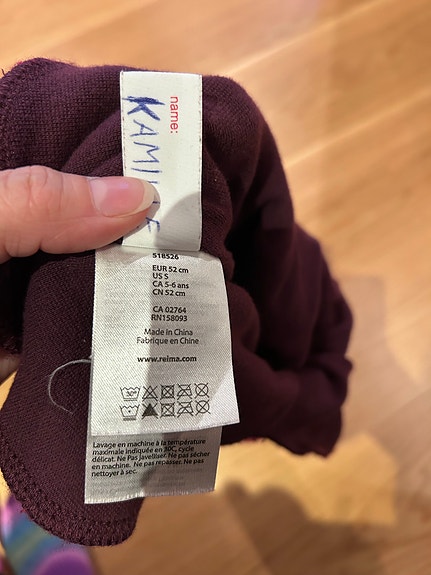 name:
518526
EUR 52 cm
US S
CA 5-6 ans
CN 52 cm
CA 02764
RN158093
Made in China
Fabrique en Chine
www.reima.com
30°
Lavage en machine à la température
maximale indiquée en 30C, cycle
délicat. Ne Pas Javelliser. Ne pas sécher
en machine. Ne pas repasser. Ne pas
nettoyer à sec.